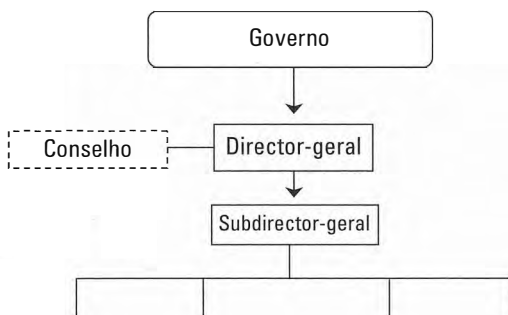 Governo
Conselho
Director-geral
Subdirector-geral